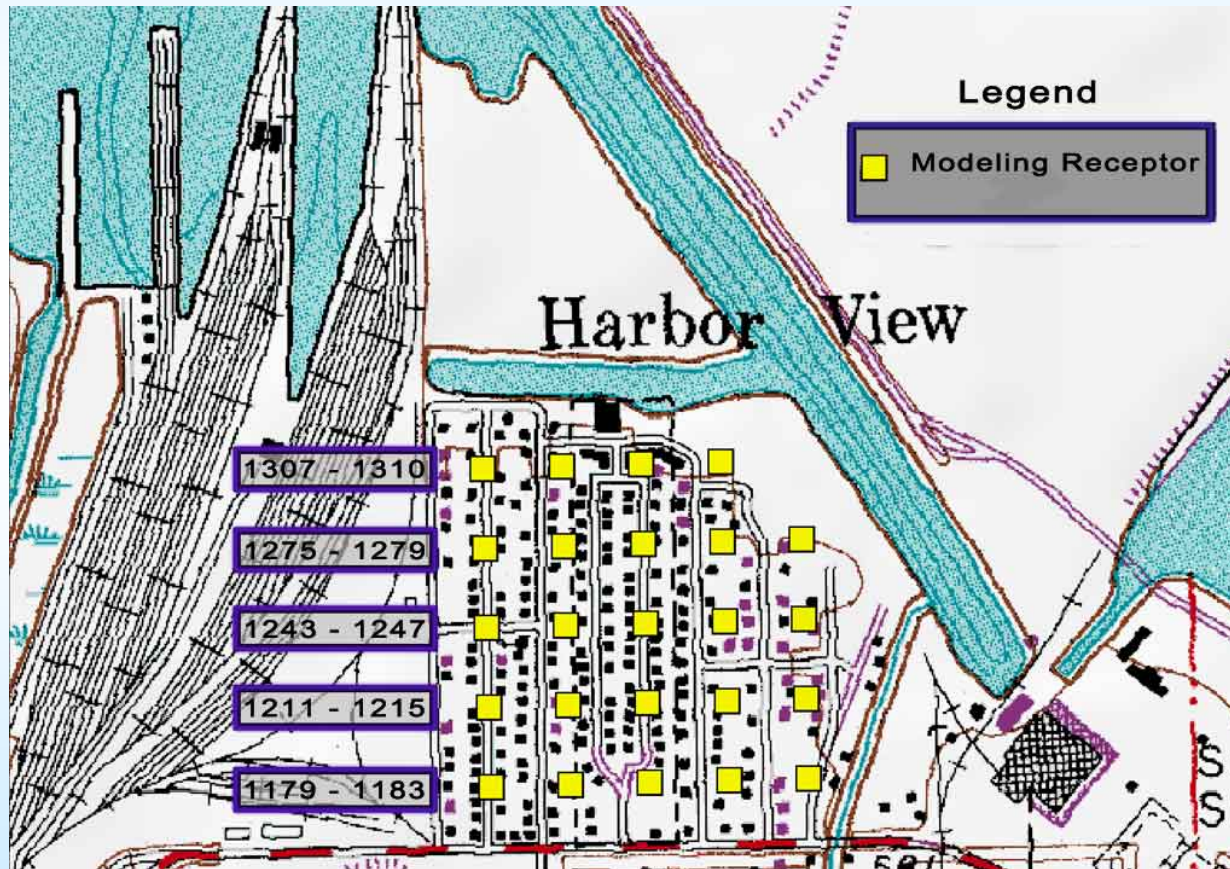 Legend
Modeling Receptor
Harbor View
1307 - 1310
1275 - 1279
1243 - 1247
1211 - 1215
1179 - 1183
S
S